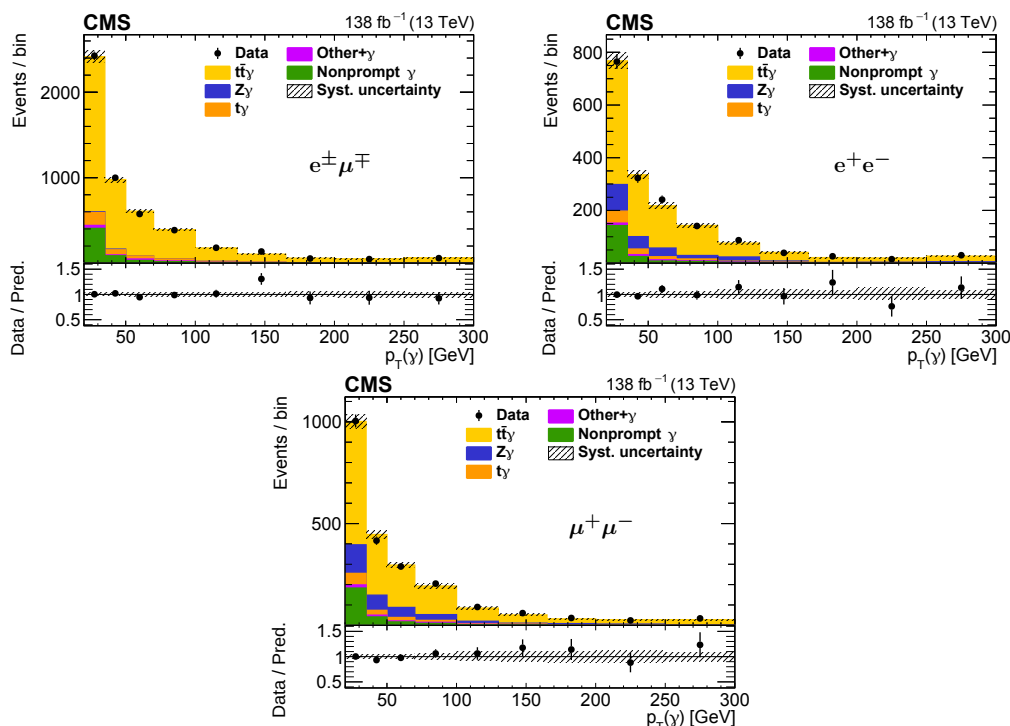 CMS
138 fb⁻¹ (13 TeV)
Events / bin
Data
Other+γ
tt̄γ
Nonprompt γ
Zγ
Syst. uncertainty
tγ
2000
1000
e±μ∓
Data / Pred.
1.5
1
0.5
50 100 150 200 250 300
p_T(γ) [GeV]
CMS
138 fb⁻¹ (13 TeV)
Events / bin
800
Data
Other+γ
tt̄γ
Nonprompt γ
Zγ
Syst. uncertainty
tγ
600
400
200
e⁺e⁻
Data / Pred.
1.5
1
0.5
50 100 150 200 250 300
p_T(γ) [GeV]
CMS
138 fb⁻¹ (13 TeV)
Events / bin
1000
Data
Other+γ
tt̄γ
Nonprompt γ
Zγ
Syst. uncertainty
tγ
500
μ⁺μ⁻
Data / Pred.
1.5
1
0.5
50 100 150 200 250 300
p_T(γ) [GeV]